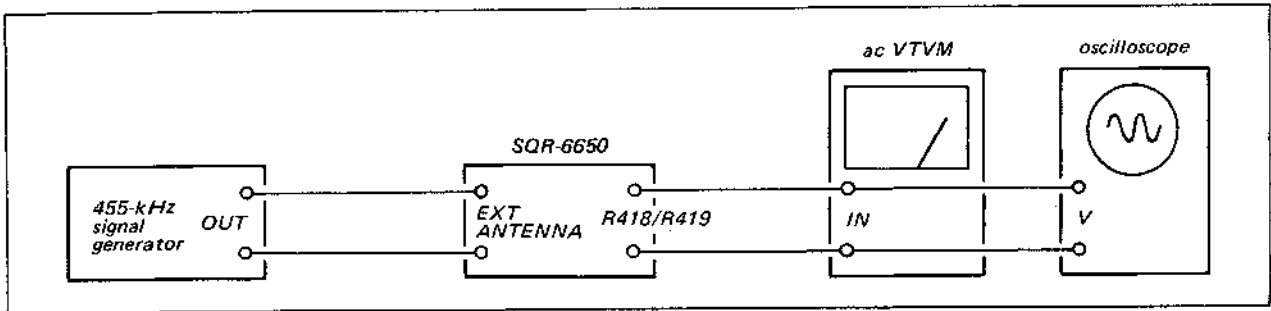 ac VTVM
oscilloscope
SQR-6650
455-kHz
signal
generator
OUT
EXT
ANTENNA
R418/R419
IN
V